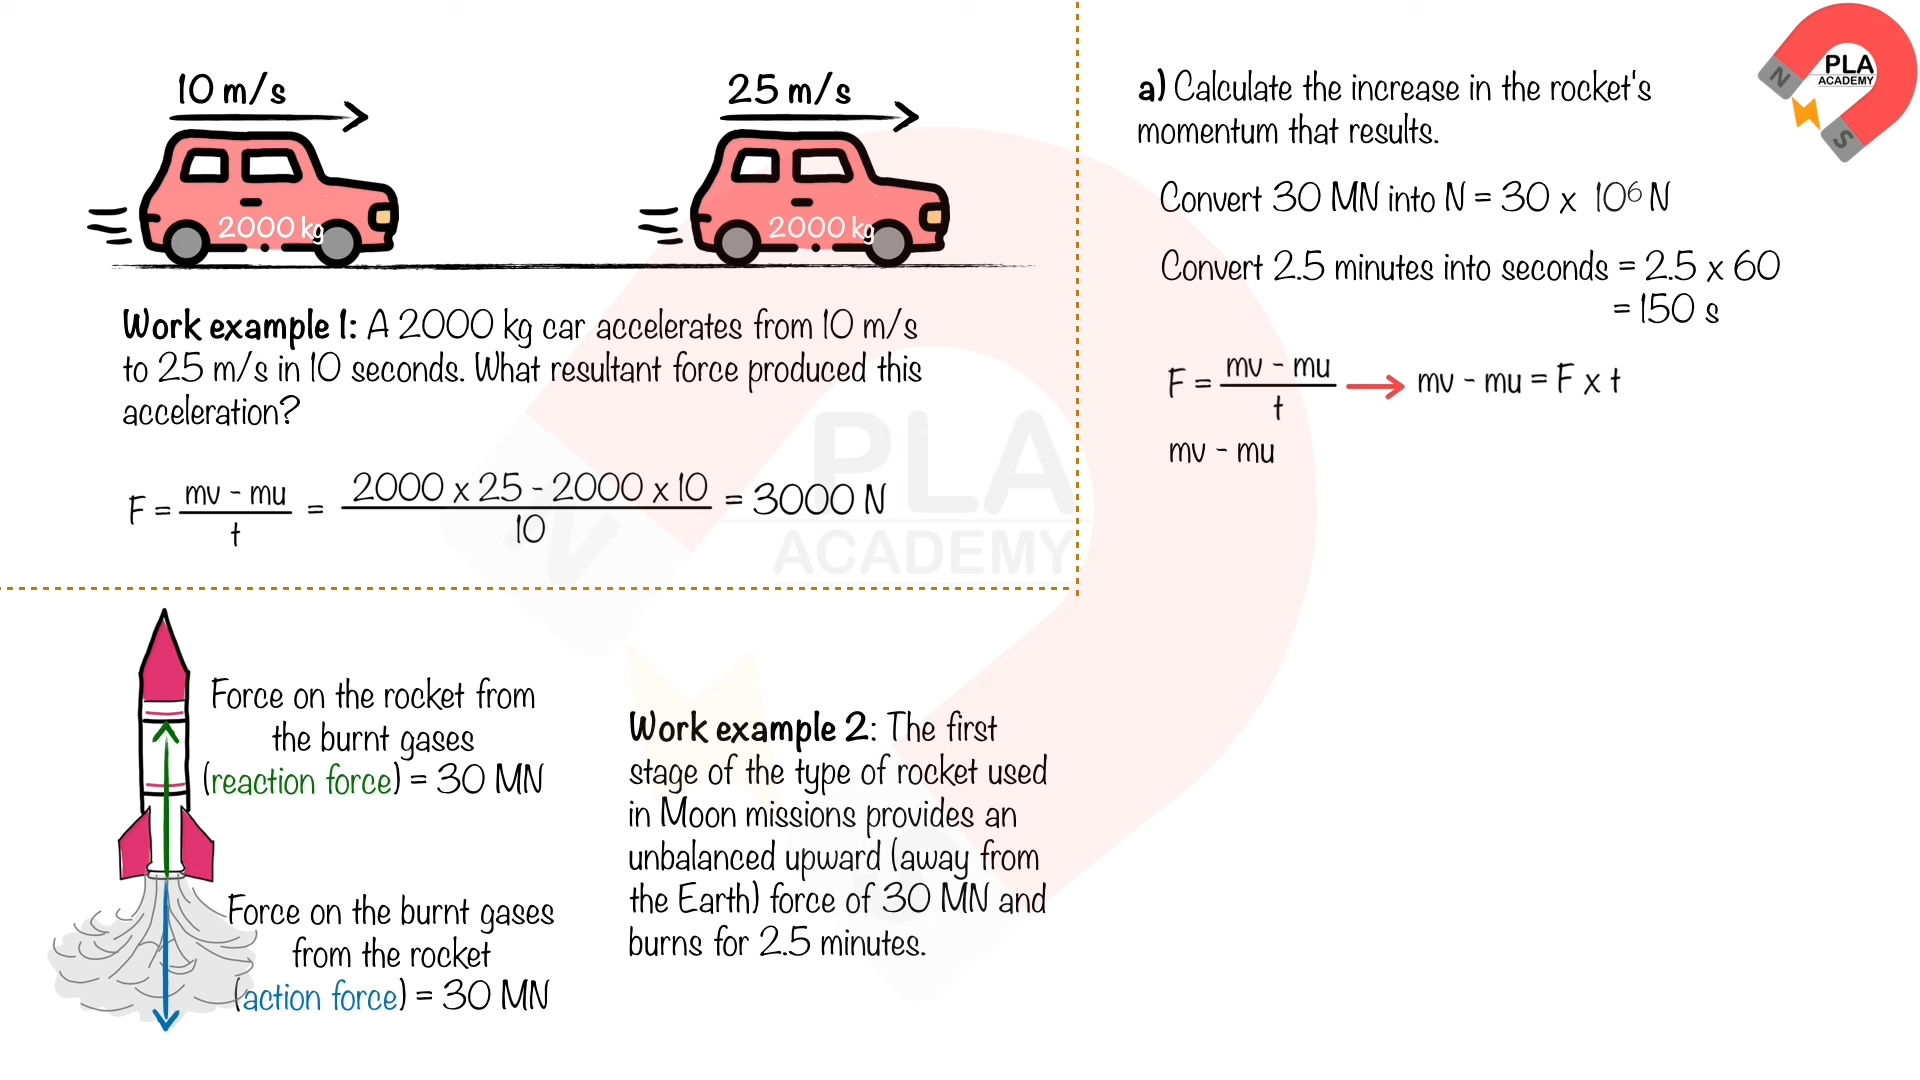 10 m/s
25 m/s
2000 kg
2000 kg
Work example 1: A 2000 kg car accelerates from 10 m/s
to 25 m/s in 10 seconds. What resultant force produced this
acceleration?
F = mv - mu / t = 2000 x 25 - 2000 x 10 / 10 = 3000 N
Force on the rocket from
the burnt gases
(reaction force) = 30 MN
Force on the burnt gases
from the rocket
(action force) = 30 MN
Work example 2: The first
stage of the type of rocket used
in Moon missions provides an
unbalanced upward (away from
the Earth) force of 30 MN and
burns for 2.5 minutes.
a) Calculate the increase in the rocket's
momentum that results.
Convert 30 MN into N = 30 x 10⁶ N
Convert 2.5 minutes into seconds = 2.5 x 60
= 150 s
F = mv - mu / t → mv - mu = F x t
mv - mu
PLA
ACADEMY
N
S
PLA
ACADEMY
N